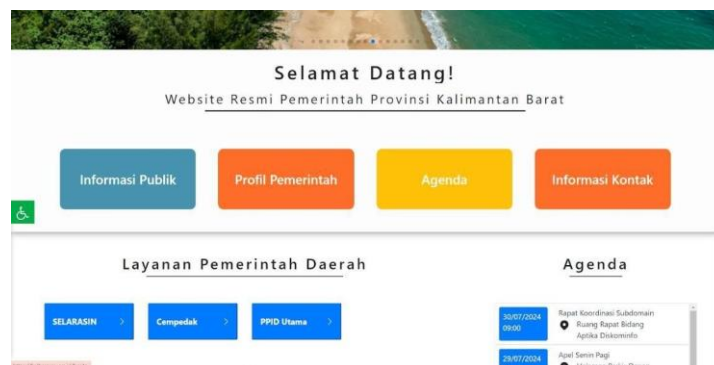 Selamat Datang!
Website Resmi Pemerintah Provinsi Kalimantan Barat
Informasi Publik
Profil Pemerintah
Agenda
Informasi Kontak
Layanan Pemerintah Daerah
SELARASIN
Cempedak
PPID Utama
Agenda
30/07/2024
09:00
Rapat Koordinasi Subdomain
Ruang Rapat Bidang
Aptika Diskominfo
29/07/2024
Apel Senin Pagi